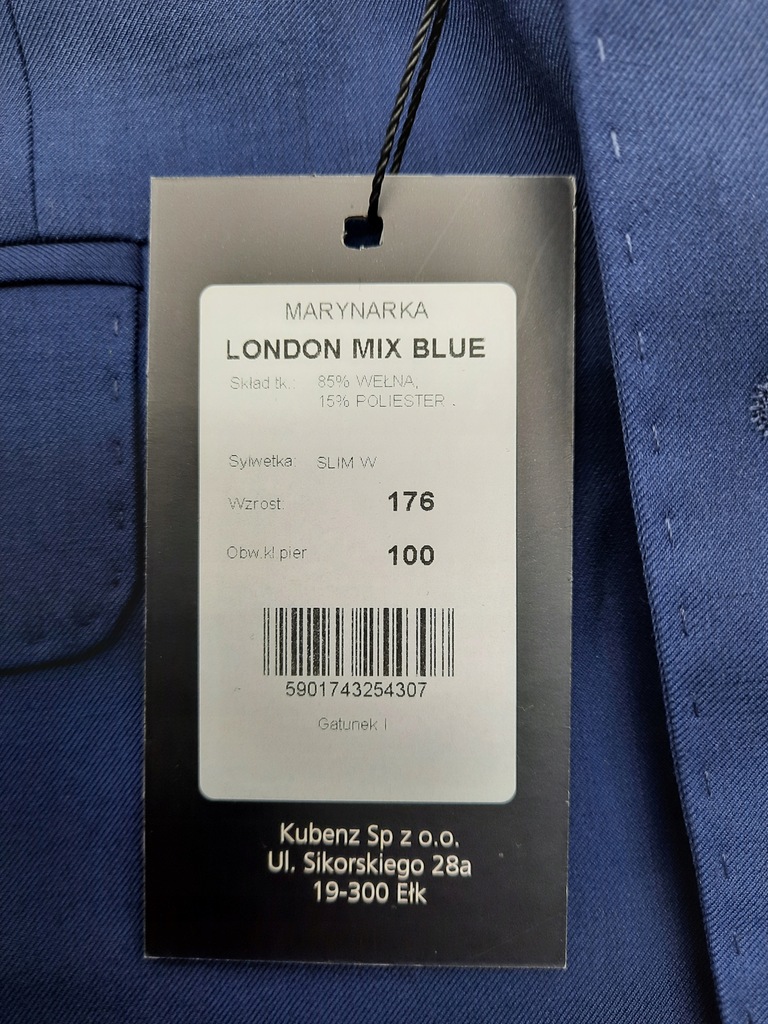 MARYNARKA
LONDON MIX BLUE
Skład tk.: 85% WEŁNA,
15% POLIESTER .
Sylwetka: SLIM W
Wzrost: 176
Obw.kl.pier 100
5901743254307
Gatunek I
Kubenz Sp z o.o.
Ul. Sikorskiego 28a
19-300 Ełk